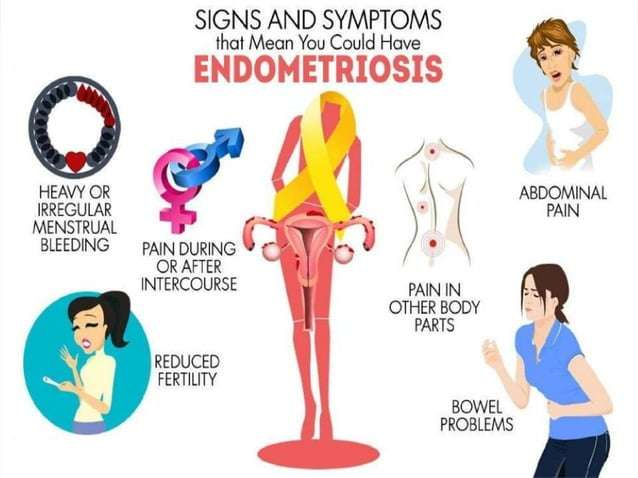 SIGNS AND SYMPTOMS
that Mean You Could Have
ENDOMETRIOSIS
HEAVY OR
IRREGULAR
MENSTRUAL
BLEEDING
PAIN DURING
OR AFTER
INTERCOURSE
ABDOMINAL
PAIN
PAIN IN
OTHER BODY
PARTS
REDUCED
FERTILITY
BOWEL
PROBLEMS